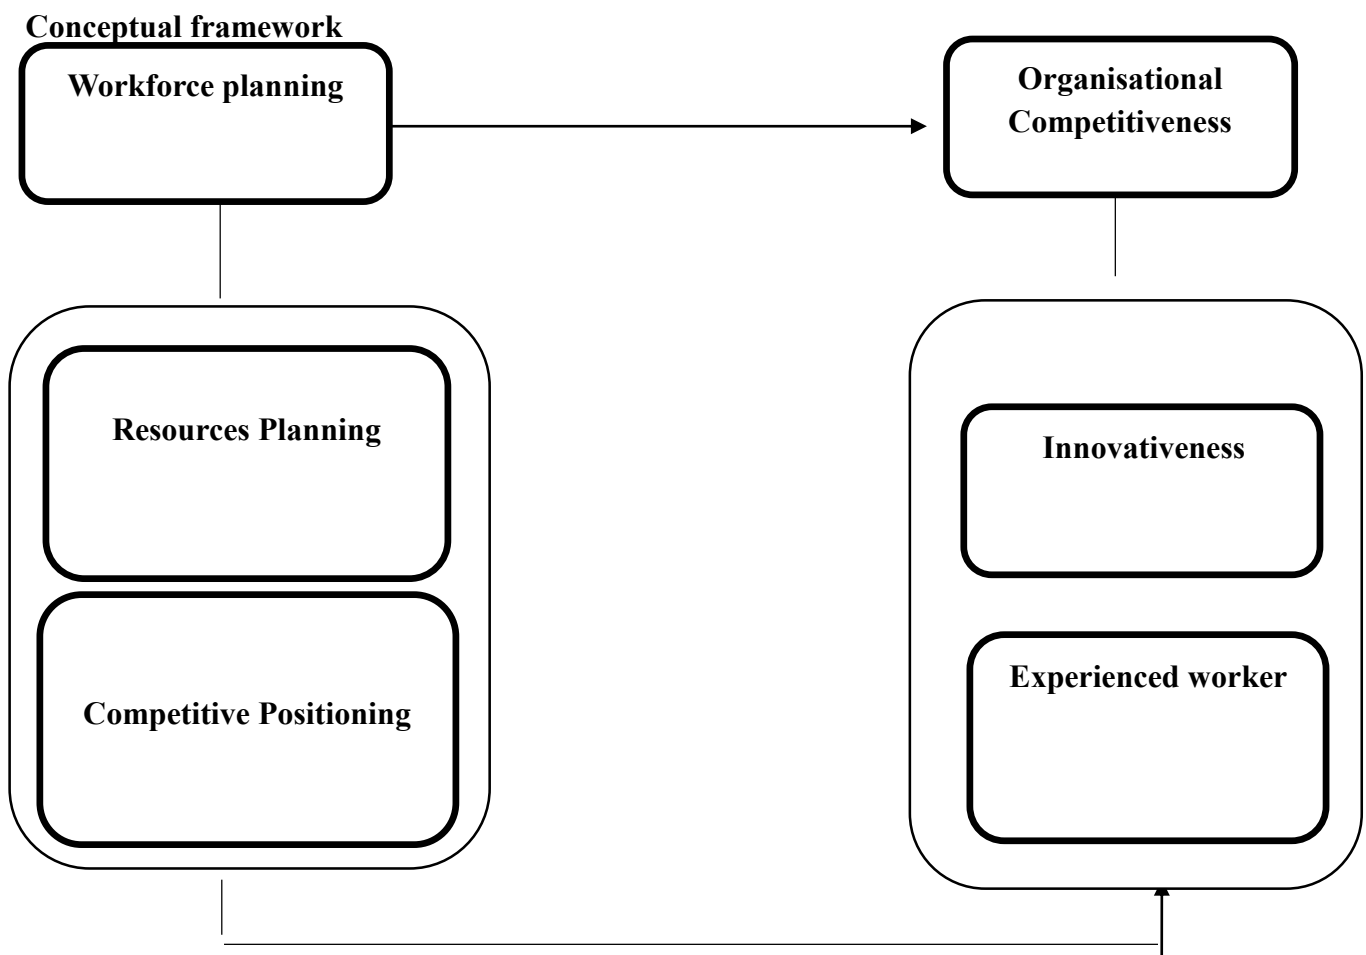 Conceptual framework
Workforce planning
Organisational
Competitiveness
Resources Planning
Competitive Positioning
Innovativeness
Experienced worker